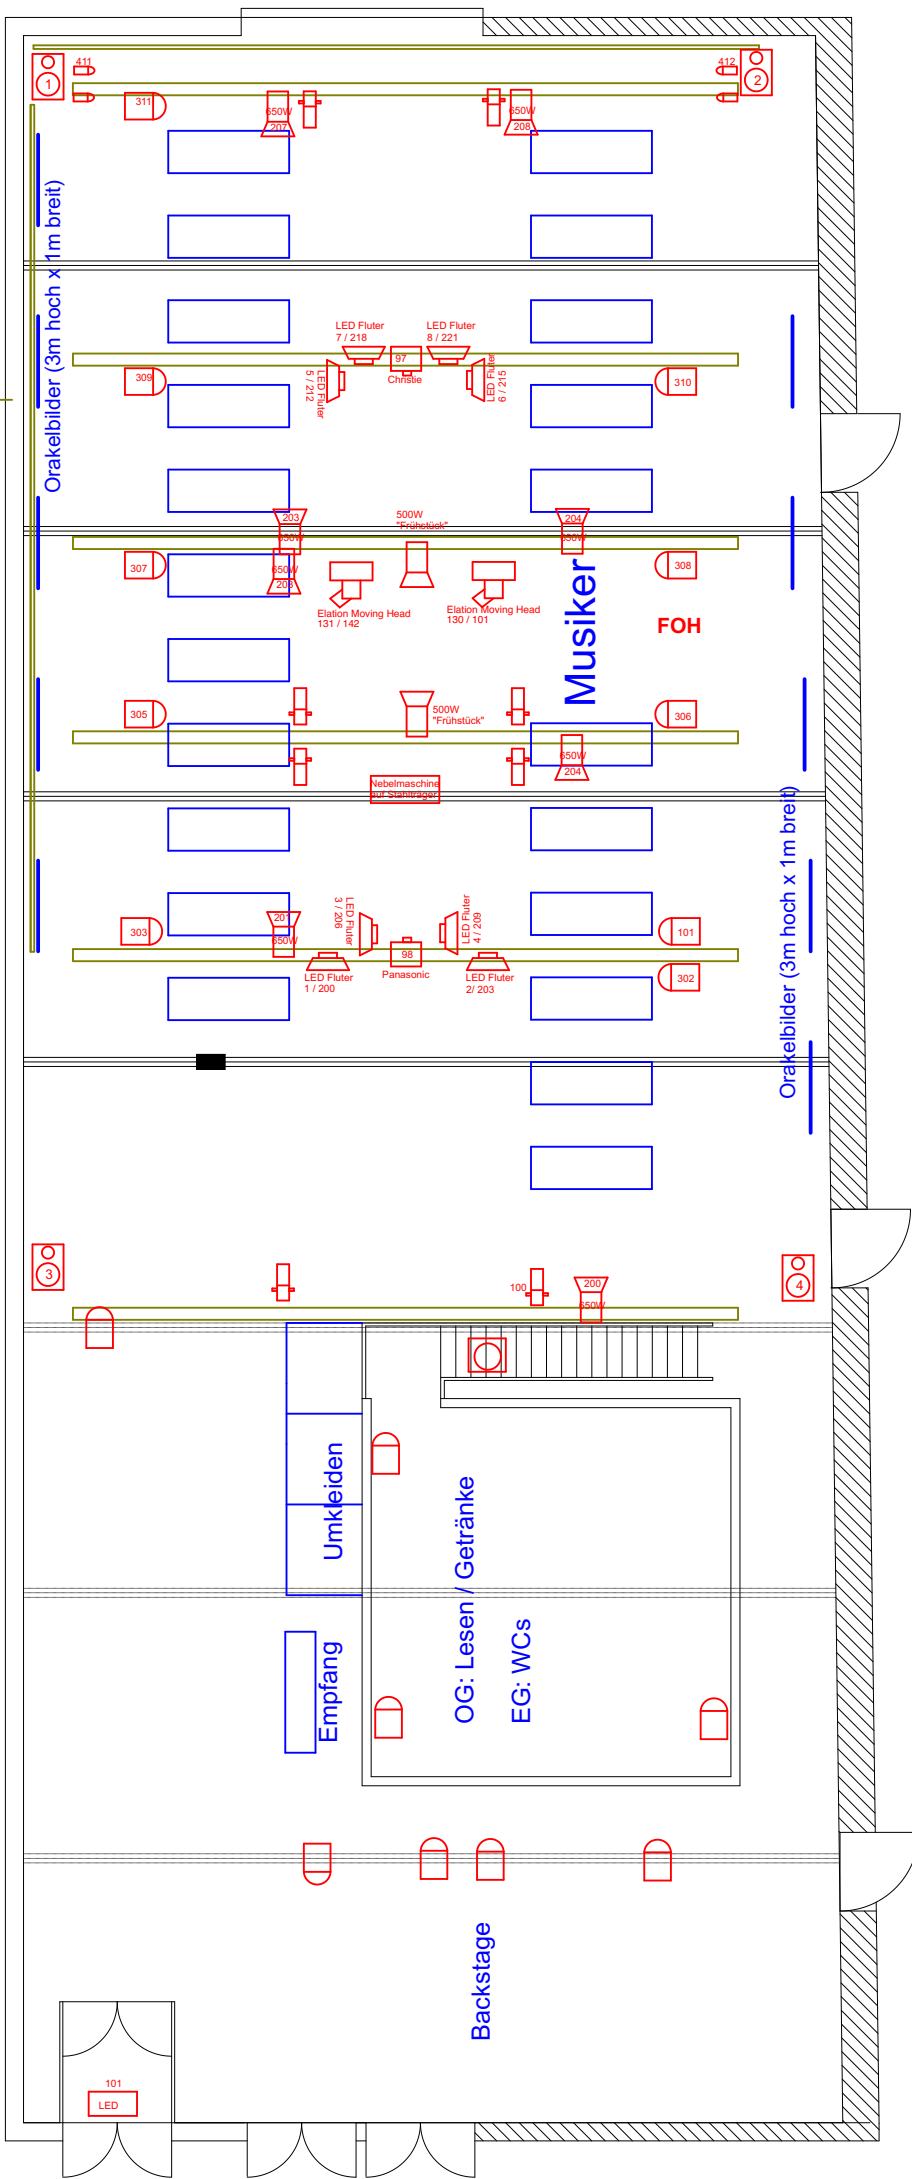 411
412
1
2
311
650W
207
650W
208
Orakelbilder (3m hoch x 1m breit)
LED Fluter
7 / 218
LED Fluter
8 / 221
97
Christie
LED Fluter
5 / 212
LED Fluter
6 / 215
309
310
203
650W
500W
"Frühstück"
204
650W
307
650W
203
308
Elation Moving Head
131 / 142
Elation Moving Head
130 / 101
Musiker
FOH
305
500W
"Frühstück"
306
650W
204
Nebelmaschine
auf Stahlträger
Orakelbilder (3m hoch x 1m breit)
303
201
650W
LED Fluter
3 / 206
LED Fluter
4 / 209
101
98
Panasonic
LED Fluter
1 / 200
LED Fluter
2/ 203
302
3
4
100
200
650W
Umkleiden
OG: Lesen / Getränke
EG: WCs
Empfang
Backstage
101
LED